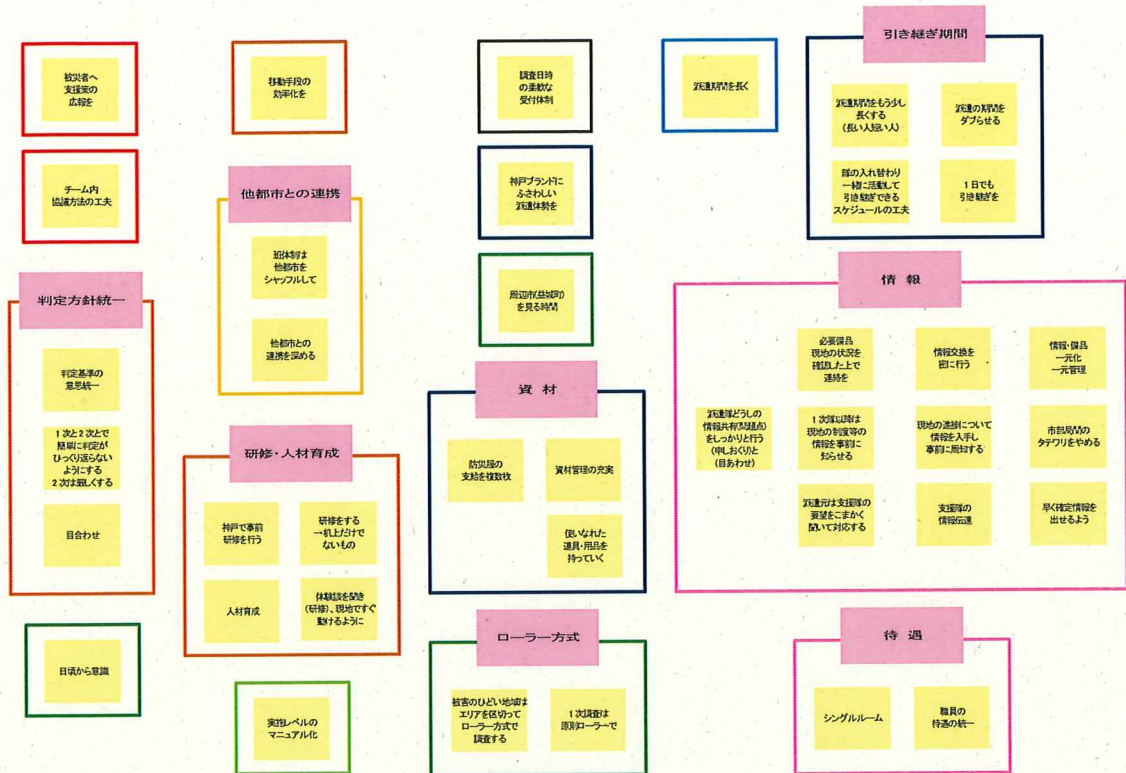 被災者へ
支援策の
広報を
チーム内
協議方法の工夫
判定方針統一
判定基準の
意思統一
1次と2次とで
簡単に判定が
ひっくり返らない
ようにする
2次は厳しくする
目合わせ
日頃から意識
移動手段の
効率化を
他都市との連携
班体制は
他都市を
シャッフルして
他都市との
連携を深める
研修・人材育成
神戸で事前
研修を行う
研修をする
→机上だけで
ないもの
人材育成
体験談を聞き
(研修)、現地ですぐ
動けるように
実施レベルの
マニュアル化
調査日時
の柔軟な
受付体制
神戸ブランドに
ふさわしい
派遣体勢を
周辺市(益城町)
を見る時間
資材
防災服の
支給を複数枚
資材管理の充実
使いなれた
道具・用品を
持っていく
ローラー方式
被害のひどい地域は
エリアを区切って
ローラー方式で
調査する
1次調査は
原則ローラーで
派遣期間を長く
引き継ぎ期間
派遣期間をもう少し
長くする
(長い人短い人)
派遣の期間を
ダブらせる
隊の入れ替わり
一緒に活動して
引き継ぎできる
スケジュールの工夫
1日でも
引き継ぎを
情報
派遣隊どうしの
情報共有(問題点)
をしっかりと行う
(申しおくり)と
(目あわせ)
必要備品
現地の状況を
確認した上で
連絡を
情報交換を
密に行う
情報・備品
一元化
一元管理
1次隊以降は
現地の制度等の
情報を事前に
知らせる
現地の進捗について
情報を入手し
事前に周知する
市部局間の
タテワリをやめる
派遣元は支援隊の
要望をこまかく
聞いて対応する
支援隊の
情報伝達
早く確定情報を
出せるよう
待遇
シングルルーム
職員の
待遇の統一